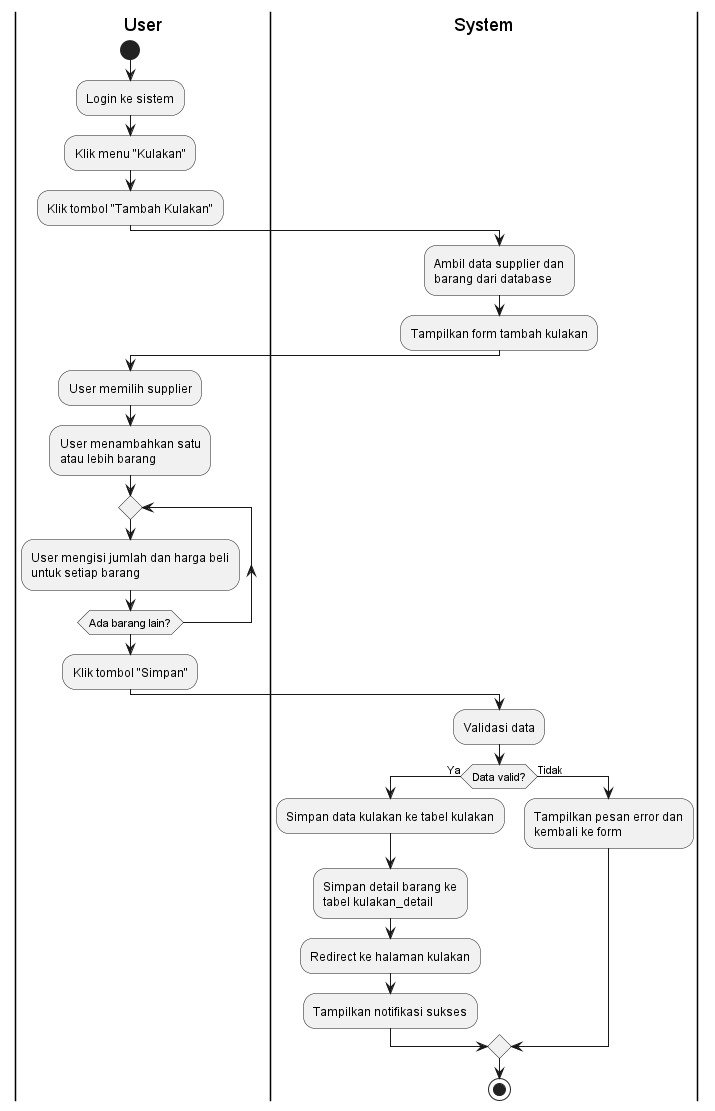 User
System
Login ke sistem
Klik menu "Kulakan"
Klik tombol "Tambah Kulakan"
Ambil data supplier dan
barang dari database
Tampilkan form tambah kulakan
User memilih supplier
User menambahkan satu
atau lebih barang
User mengisi jumlah dan harga beli
untuk setiap barang
Ada barang lain?
Klik tombol "Simpan"
Validasi data
Ya
Data valid?
Tidak
Simpan data kulakan ke tabel kulakan
Tampilkan pesan error dan
kembali ke form
Simpan detail barang ke
tabel kulakan_detail
Redirect ke halaman kulakan
Tampilkan notifikasi sukses